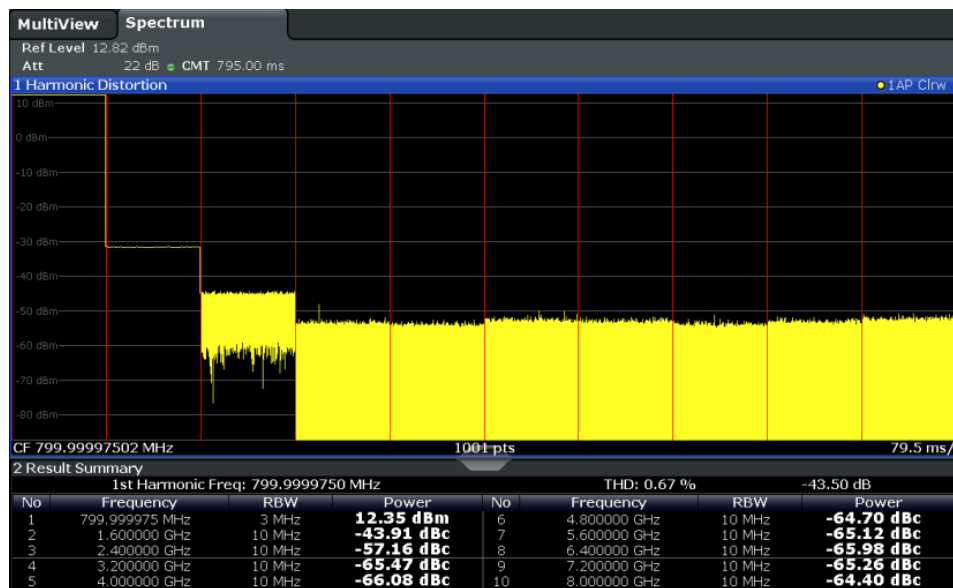 MultiView Spectrum
Ref Level 12.82 dBm
Att 22 dB CMT 795.00 ms
1 Harmonic Distortion 1AP Clrw
10 dBm
0 dBm
-10 dBm
-20 dBm
-30 dBm
-40 dBm
-50 dBm
-60 dBm
-70 dBm
-80 dBm
CF 799.99997502 MHz 1001 pts 79.5 ms/
2 Result Summary
1st Harmonic Freq: 799.9999750 MHz THD: 0.67 % -43.50 dB
No Frequency RBW Power No Frequency RBW Power
1 799.999975 MHz 3 MHz 12.35 dBm 6 4.800000 GHz 10 MHz -64.70 dBc
2 1.600000 GHz 10 MHz -43.91 dBc 7 5.600000 GHz 10 MHz -65.12 dBc
3 2.400000 GHz 10 MHz -57.16 dBc 8 6.400000 GHz 10 MHz -65.98 dBc
4 3.200000 GHz 10 MHz -65.47 dBc 9 7.200000 GHz 10 MHz -65.26 dBc
5 4.000000 GHz 10 MHz -66.08 dBc 10 8.000000 GHz 10 MHz -64.40 dBc